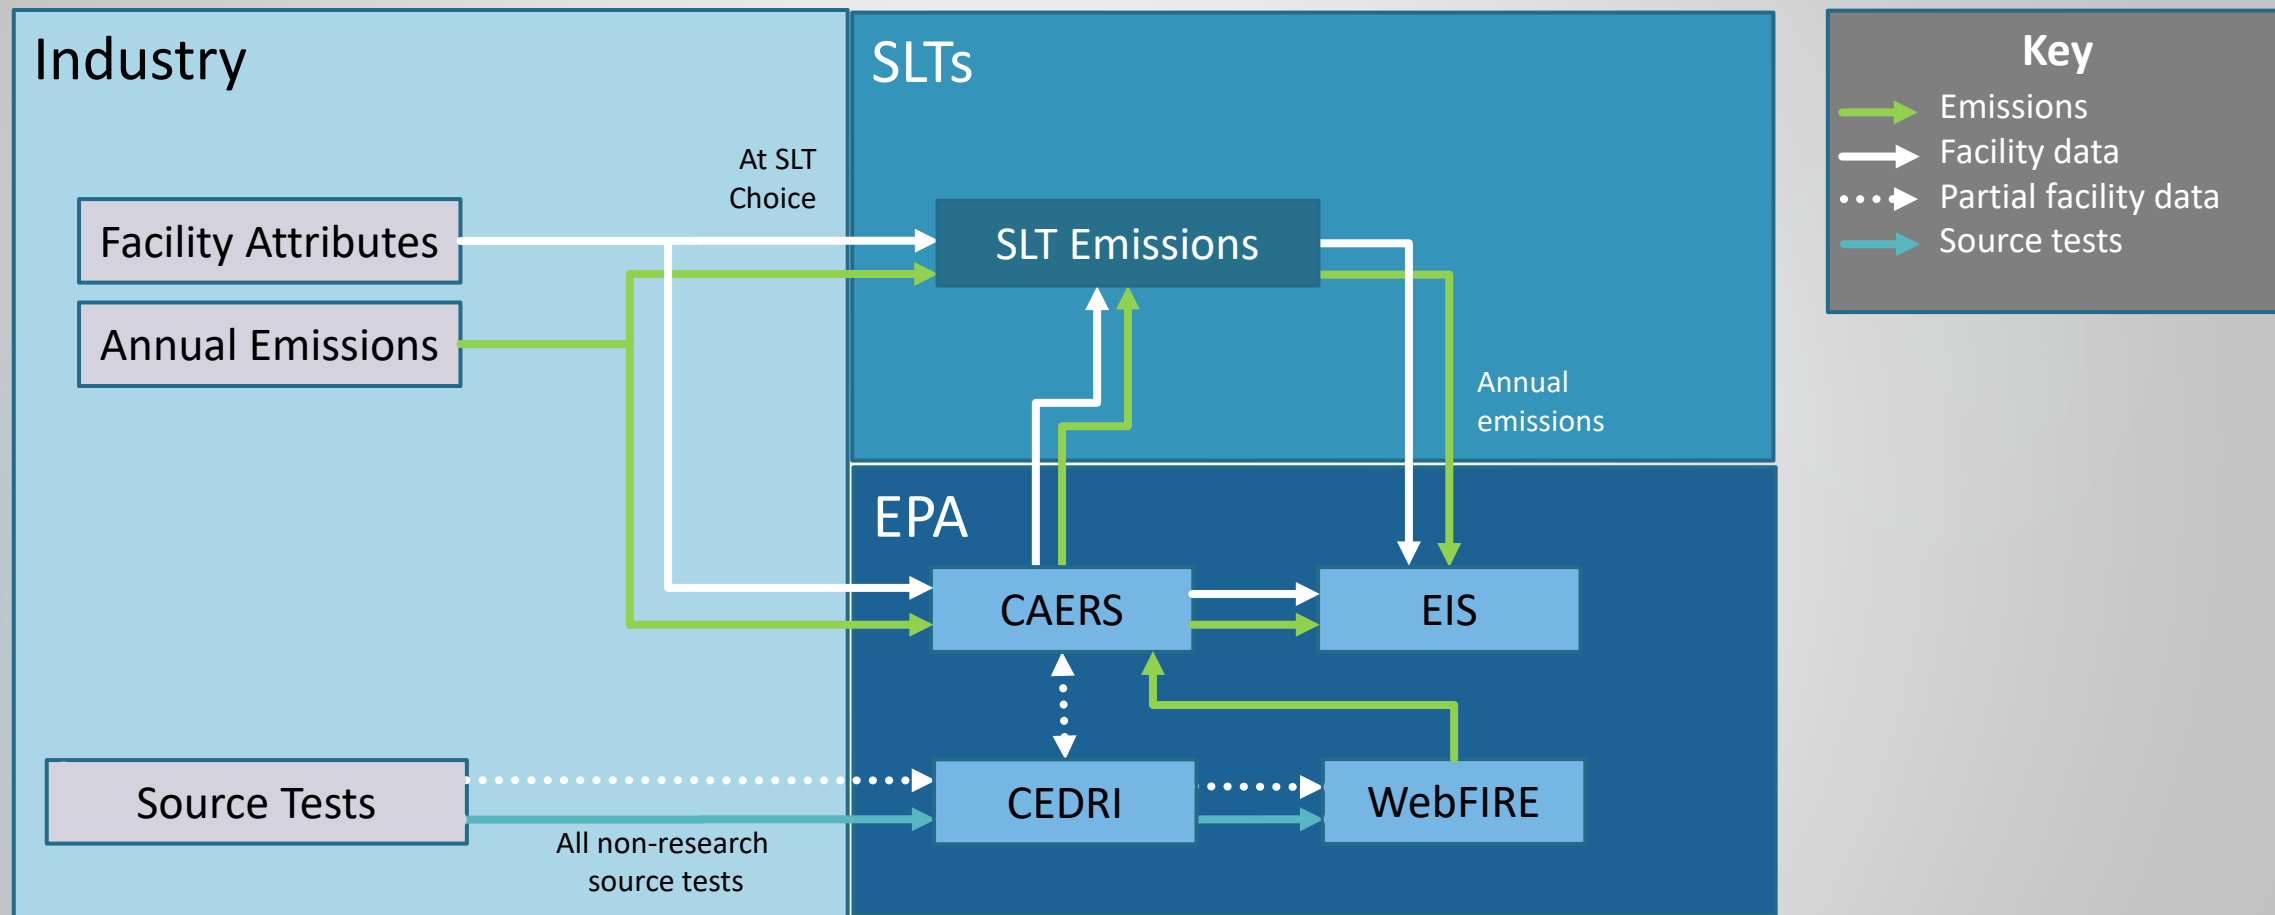 Industry
At SLT
Choice
Facility Attributes
Annual Emissions
Source Tests
All non-research
source tests
SLTs
SLT Emissions
Annual
emissions
EPA
CAERS
EIS
CEDRI
WebFIRE
Key
Emissions
Facility data
Partial facility data
Source tests